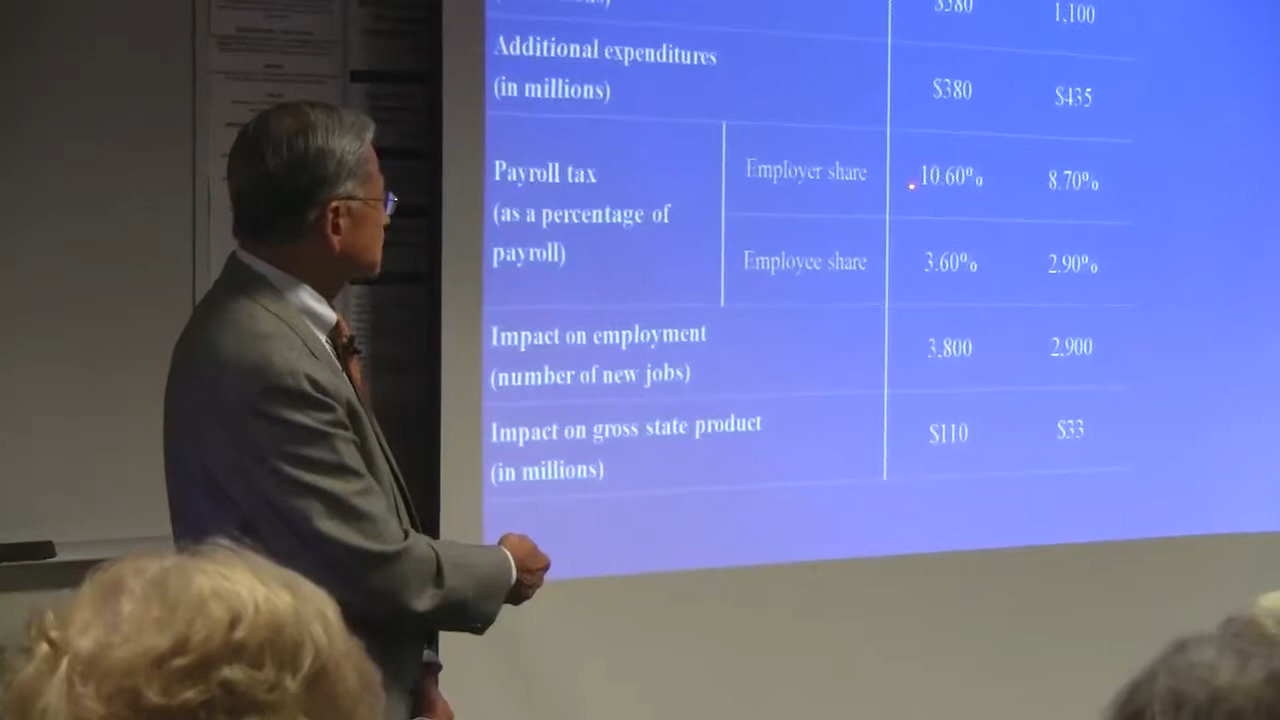 $580 1,100
Additional expenditures
(in millions) $380 $435
Payroll tax
(as a percentage of
payroll)
Employer share 10.60% 8.70%
Employee share 3.60% 2.90%
Impact on employment
(number of new jobs) 3,800 2,900
Impact on gross state product
(in millions) $110 $33